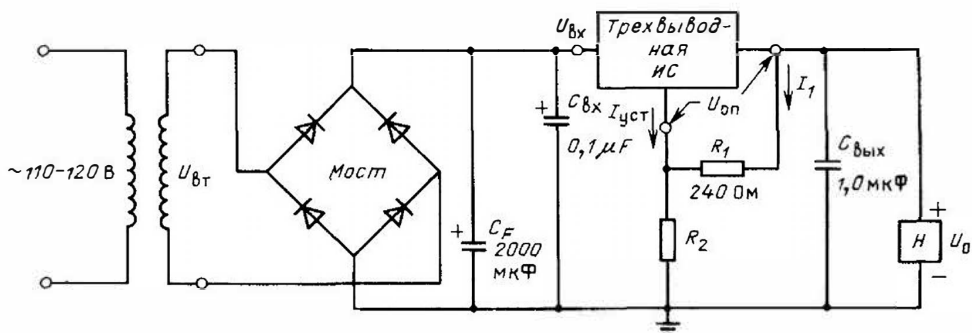 ~110-120 В
Uвт
Мост
+
CF
2000
мкФ
Uвх
+
Cвх
0,1 μF
Трехвывод-
ная
ИС
Iуст
Uоп
I1
R1
240 Ом
R2
Cвых
1,0 мкФ
+
Н
U0
−